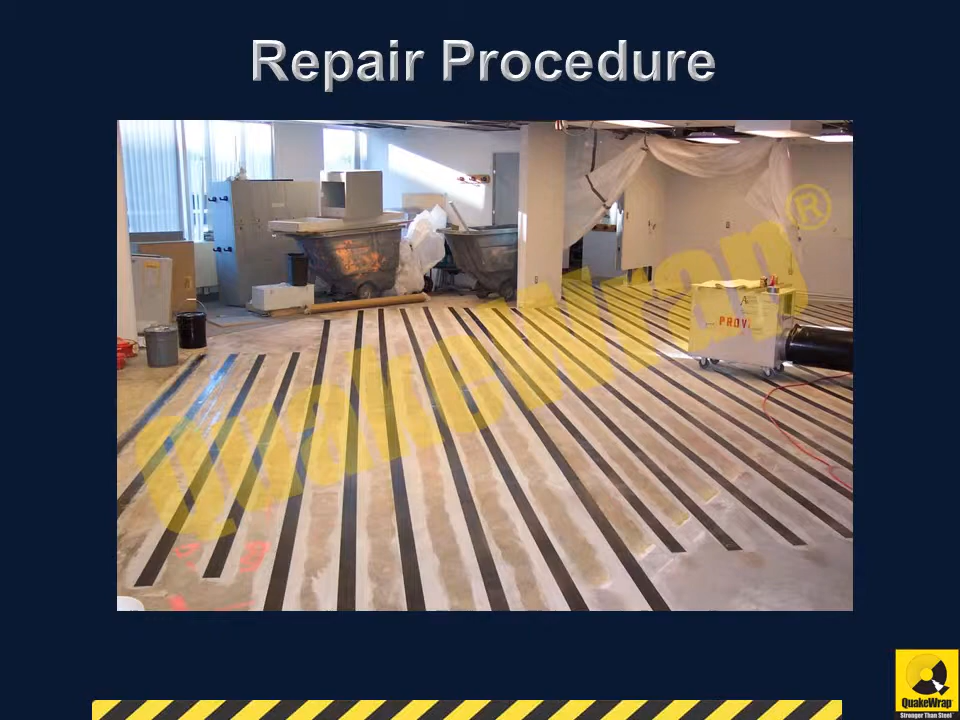 Repair Procedure
QuakeWrap®
PROV
QuakeWrap
Stronger Than Steel